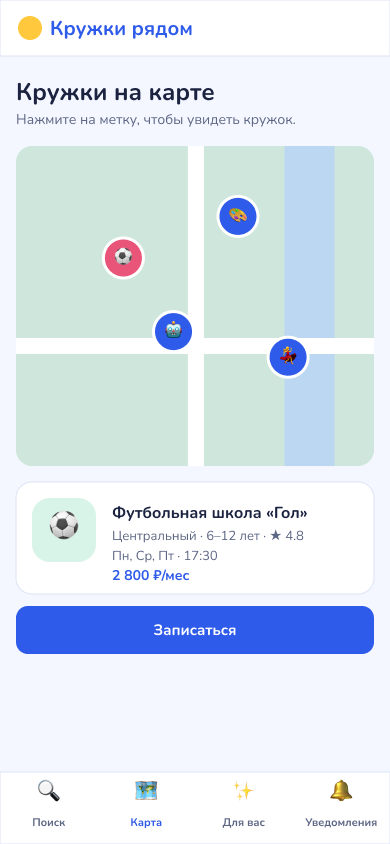 Кружки рядом
Кружки на карте
Нажмите на метку, чтобы увидеть кружок.
Футбольная школа «Гол»
Центральный · 6–12 лет · ★ 4.8
Пн, Ср, Пт · 17:30
2 800 ₽/мес
Записаться
Поиск
Карта
Для вас
Уведомления